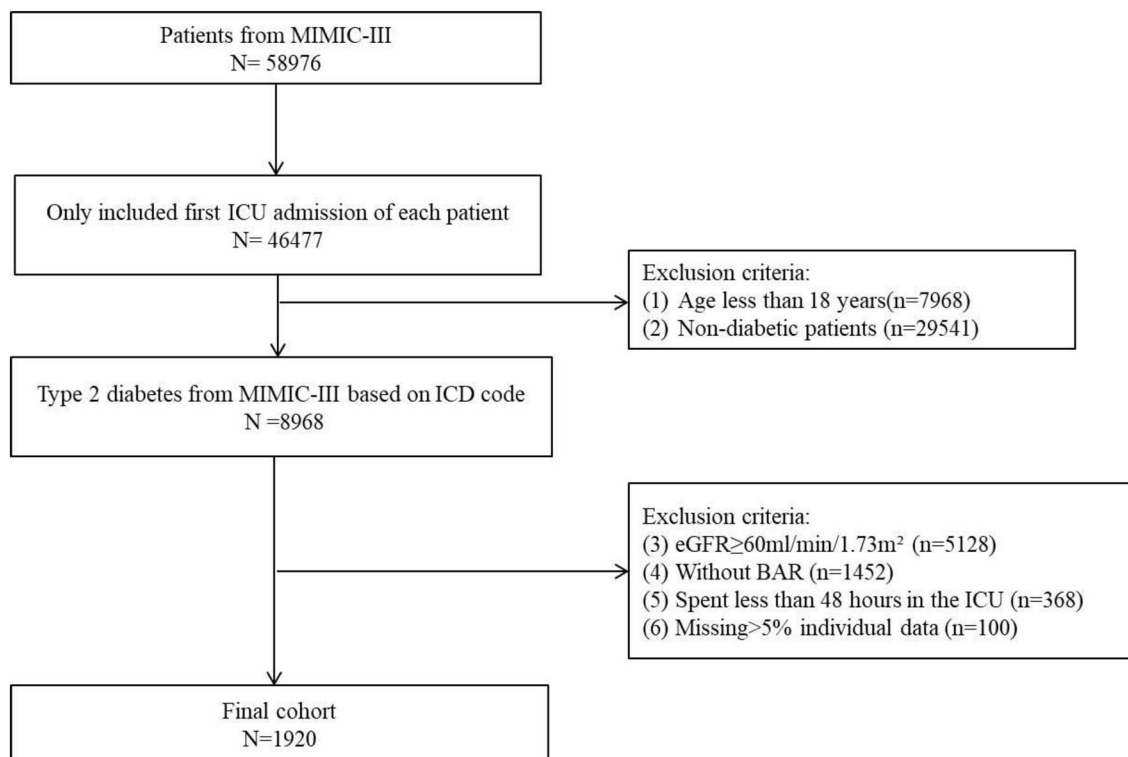 Patients from MIMIC-III
N= 58976
Only included first ICU admission of each patient
N= 46477
Exclusion criteria:
(1) Age less than 18 years(n=7968)
(2) Non-diabetic patients (n=29541)
Type 2 diabetes from MIMIC-III based on ICD code
N =8968
Exclusion criteria:
(3) eGFR≥60ml/min/1.73m² (n=5128)
(4) Without BAR (n=1452)
(5) Spent less than 48 hours in the ICU (n=368)
(6) Missing>5% individual data (n=100)
Final cohort
N=1920